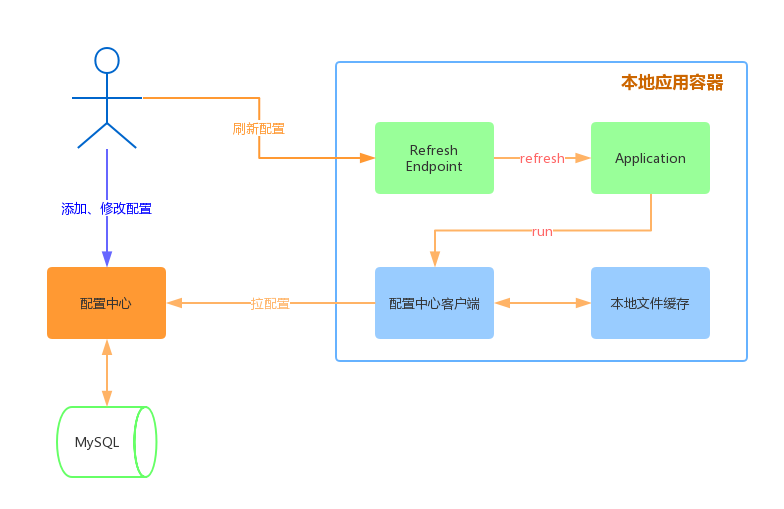 本地应用容器
刷新配置
Refresh
Endpoint
refresh
Application
添加、修改配置
run
配置中心
拉配置
配置中心客户端
本地文件缓存
MySQL